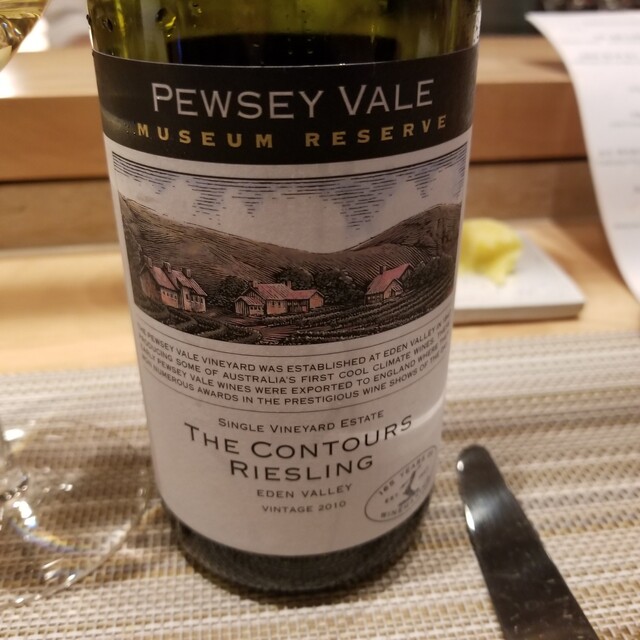 PEWSEY VALE
MUSEUM RESERVE
PEWSEY VALE VINEYARD WAS ESTABLISHED AT EDEN VALLEY IN
SOME OF AUSTRALIA'S FIRST COOL CLIMATE WINES.
PEWSEY VALE WINES WERE EXPORTED TO ENGLAND WHERE
NUMEROUS AWARDS IN THE PRESTIGIOUS WINE SHOWS OF THE
SINGLE VINEYARD ESTATE
THE CONTOURS
RIESLING
EDEN VALLEY
VINTAGE 2010